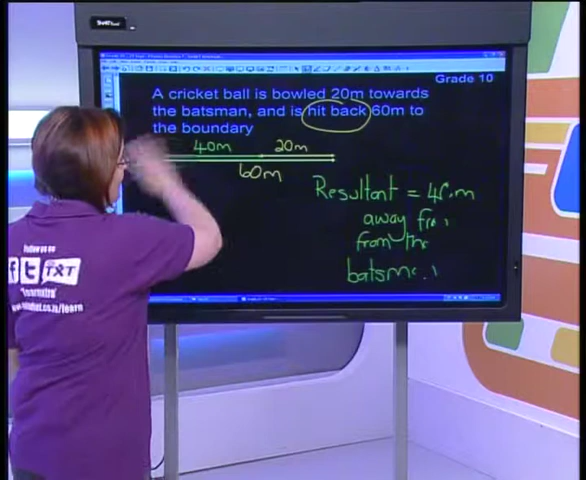 Grade 10
A cricket ball is bowled 20m towards
the batsman, and is hit back 60m to
the boundary
40m 20m
60m
Resultant = 40m
away
from the
follow us on
f t TXT